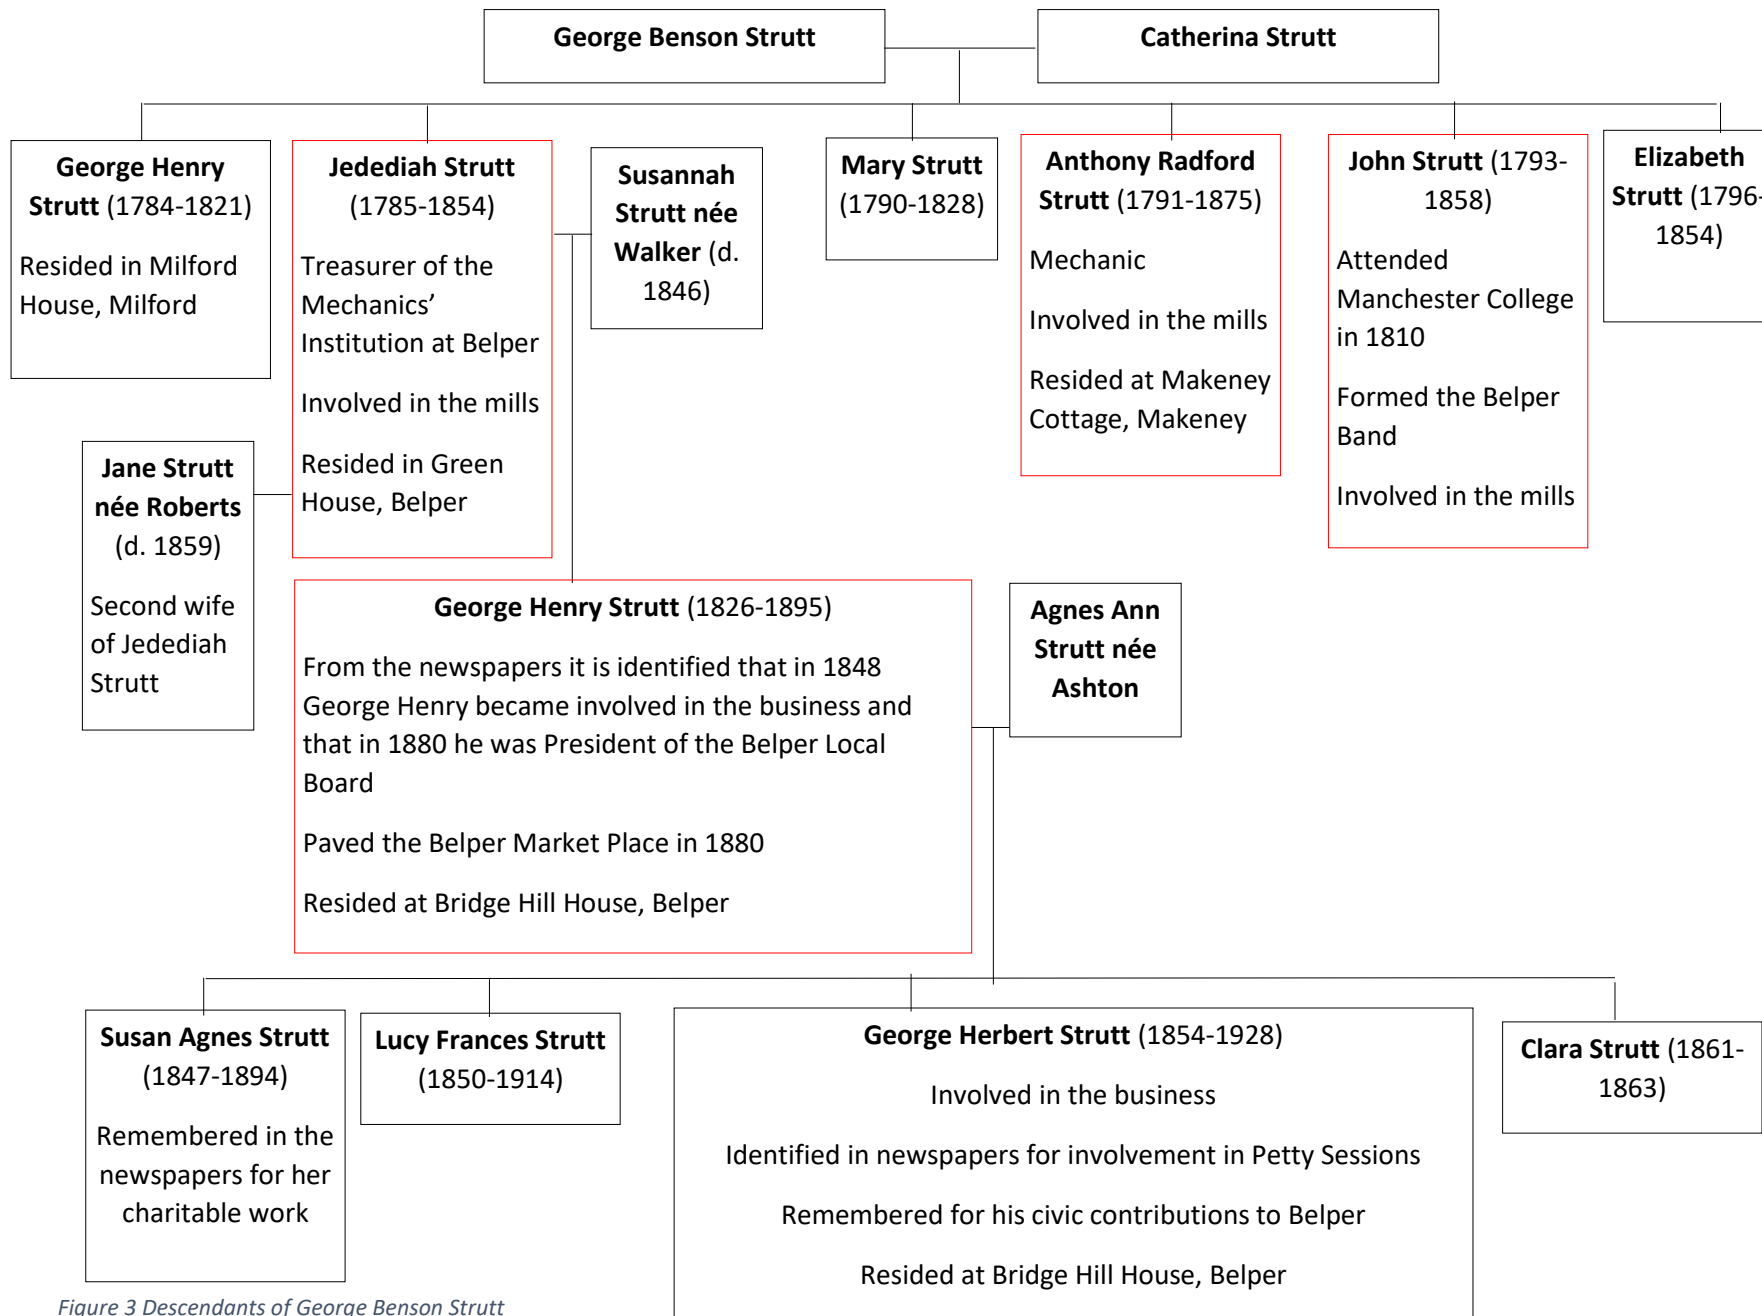 George Benson Strutt
Catherina Strutt
George Henry
Strutt (1784-1821)
Resided in Milford
House, Milford
Jedediah Strutt
(1785-1854)
Treasurer of the
Mechanics’
Institution at Belper
Involved in the mills
Resided in Green
House, Belper
Susannah
Strutt née
Walker (d.
1846)
Mary Strutt
(1790-1828)
Anthony Radford
Strutt (1791-1875)
Mechanic
Involved in the mills
Resided at Makeney
Cottage, Makeney
John Strutt (1793-
1858)
Attended
Manchester College
in 1810
Formed the Belper
Band
Involved in the mills
Elizabeth
Strutt (1796-
1854)
Jane Strutt
née Roberts
(d. 1859)
Second wife
of Jedediah
Strutt
George Henry Strutt (1826-1895)
From the newspapers it is identified that in 1848
George Henry became involved in the business and
that in 1880 he was President of the Belper Local
Board
Paved the Belper Market Place in 1880
Resided at Bridge Hill House, Belper
Agnes Ann
Strutt née
Ashton
Susan Agnes Strutt
(1847-1894)
Remembered in the
newspapers for her
charitable work
Lucy Frances Strutt
(1850-1914)
George Herbert Strutt (1854-1928)
Involved in the business
Identified in newspapers for involvement in Petty Sessions
Remembered for his civic contributions to Belper
Resided at Bridge Hill House, Belper
Clara Strutt (1861-
1863)
Figure 3 Descendants of George Benson Strutt